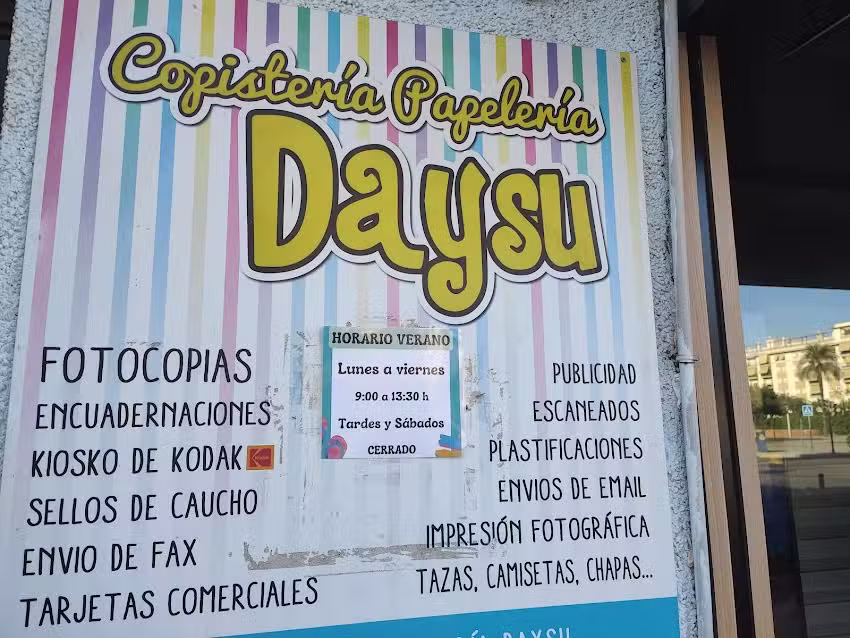 Copistería Papelería
Daysu
HORARIO VERANO
Lunes a viernes
9:00 a 13:30 h
Tardes y Sábados
CERRADO
FOTOCOPIAS
ENCUADERNACIONES
KIOSKO DE KODAK
SELLOS DE CAUCHO
ENVIO DE FAX
TARJETAS COMERCIALES
PUBLICIDAD
ESCANEADOS
PLASTIFICACIONES
ENVIOS DE EMAIL
IMPRESIÓN FOTOGRÁFICA
TAZAS, CAMISETAS, CHAPAS...
DAYSU